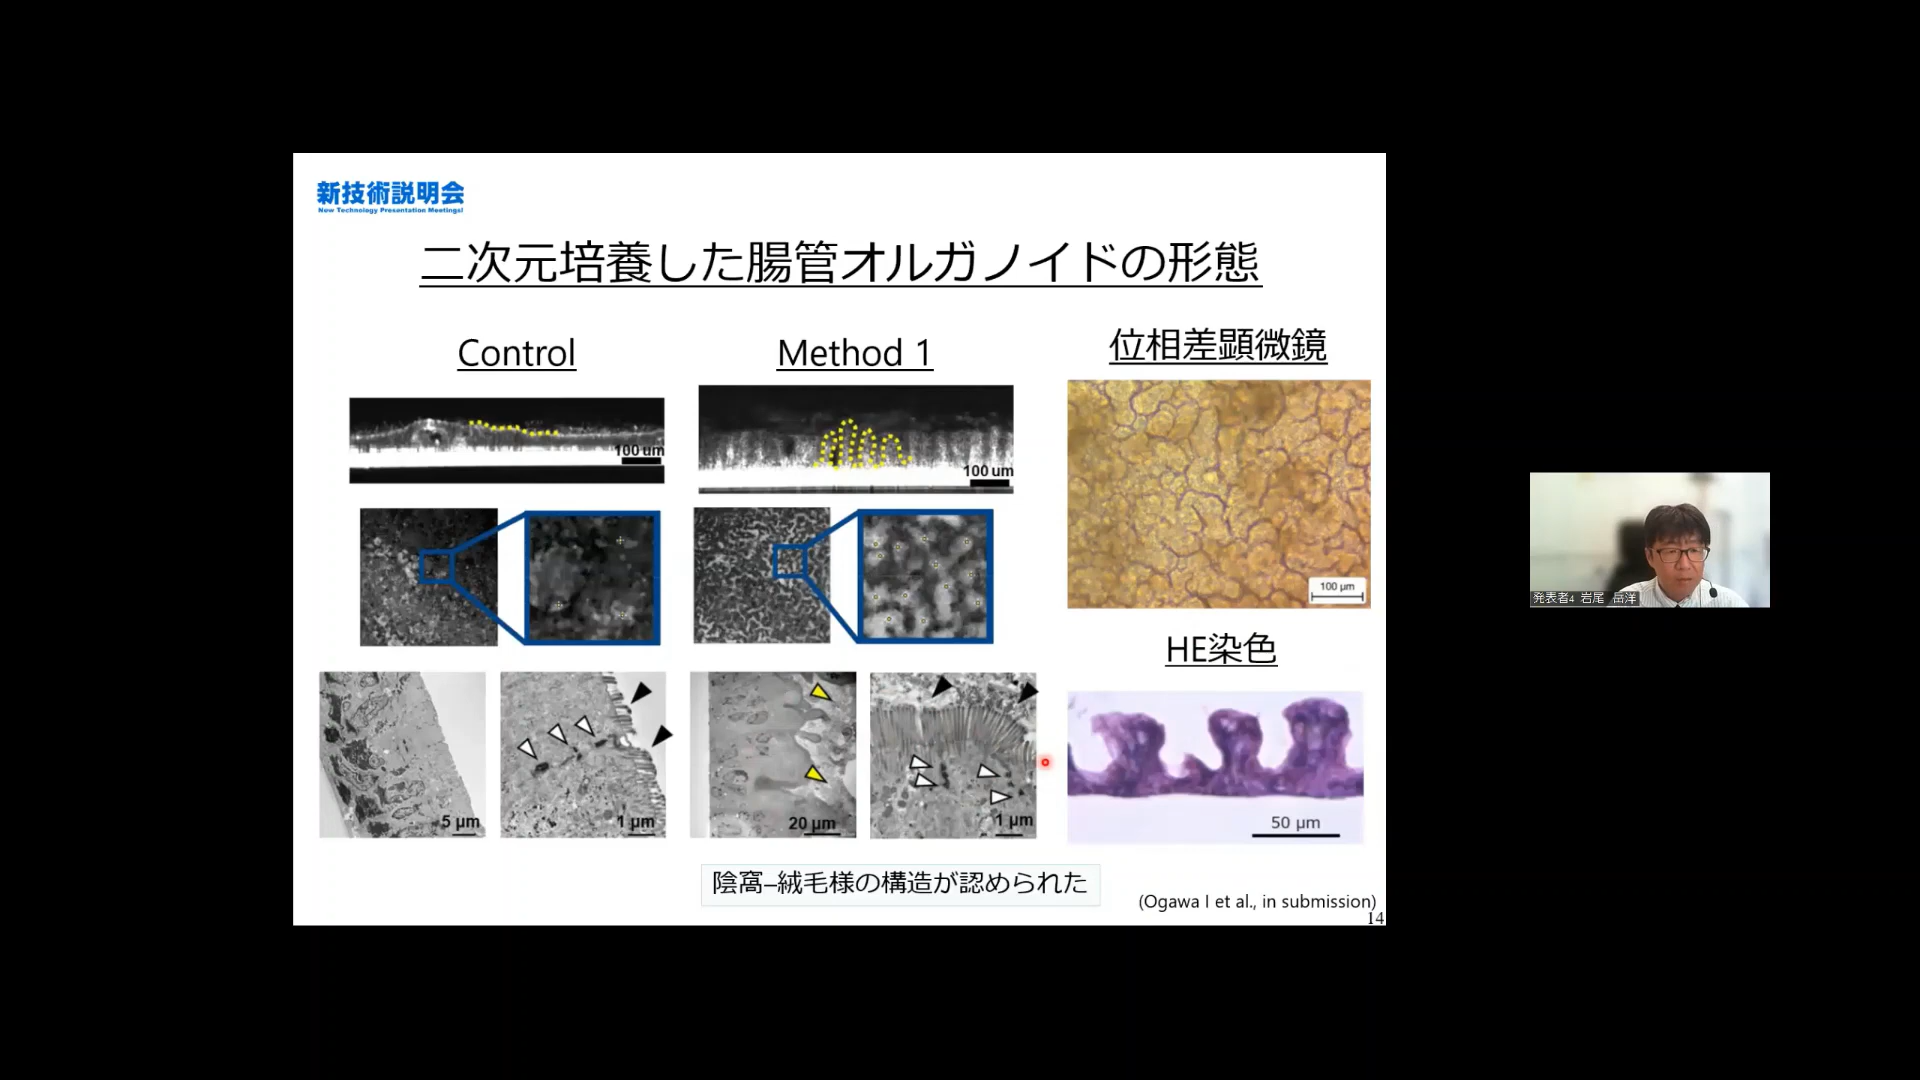 新技術説明会
New Technology Presentation Meetings!
二次元培養した腸管オルガノイドの形態
Control
Method 1
位相差顕微鏡
100 um
100 um
100 µm
HE染色
5 µm
1 µm
20 µm
1 µm
50 µm
陰窩–絨毛様の構造が認められた
(Ogawa I et al., in submission)
14
発表者4 岩尾 岳洋